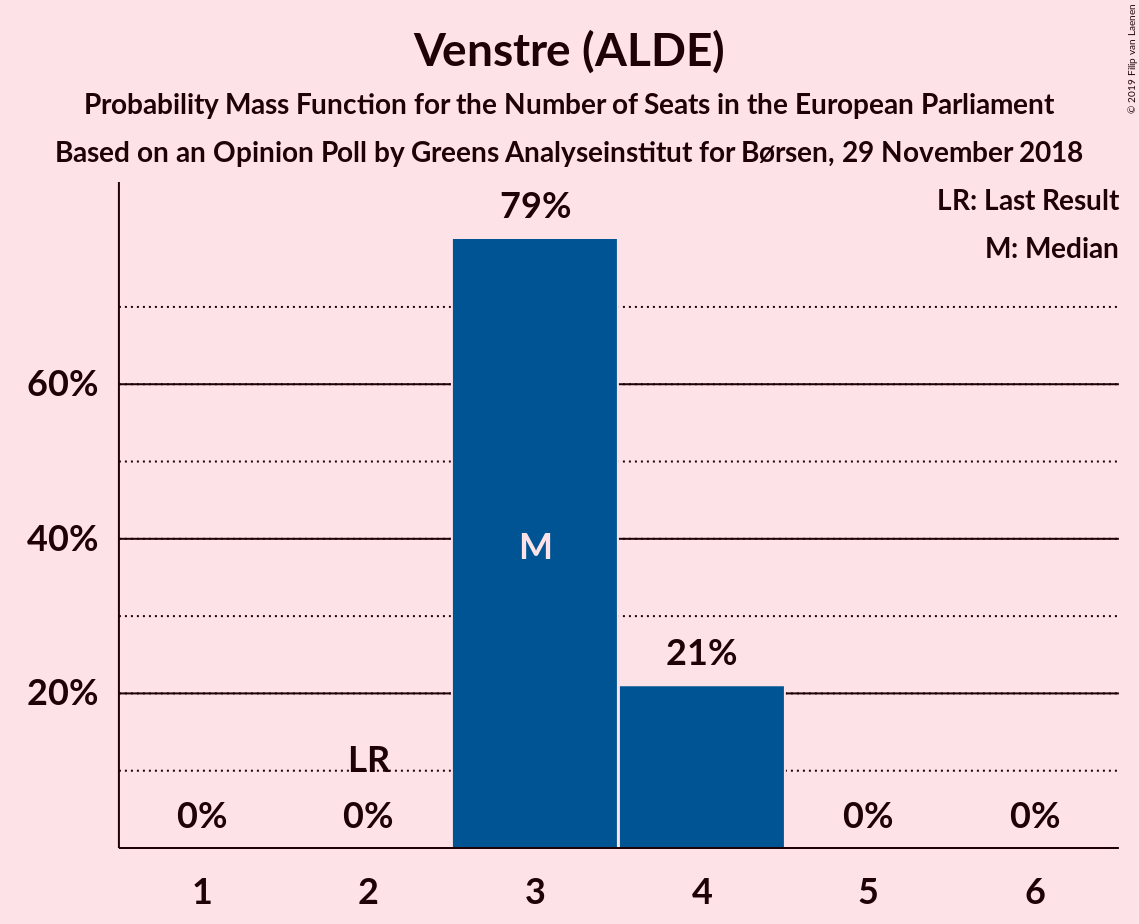 Venstre (ALDE)
Probability Mass Function for the Number of Seats in the European Parliament
Based on an Opinion Poll by Greens Analyseinstitut for Børsen, 29 November 2018
© 2019 Filip van Laenen
LR: Last Result
M: Median
79%
60%
M
40%
21%
20%
LR
0%
0%
0%
0%
1
2
3
4
5
6